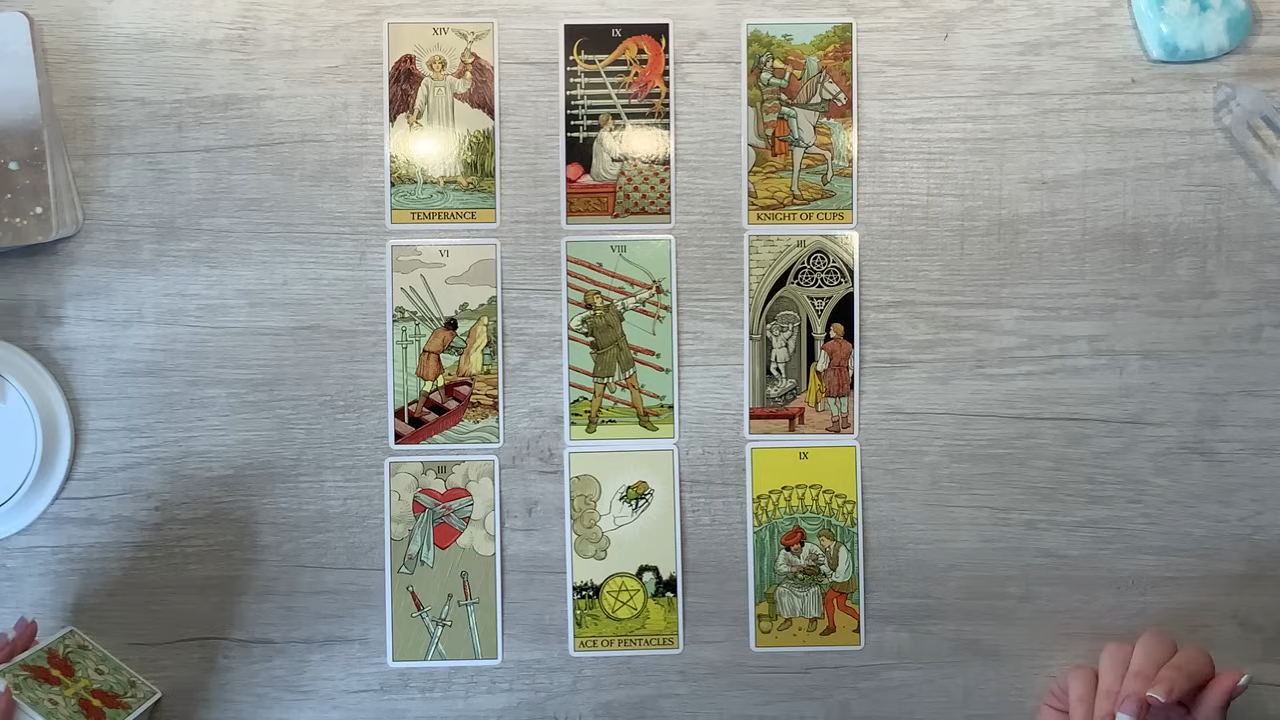 XIV
TEMPERANCE
IX
KNIGHT OF CUPS
VI
VIII
III
III
ACE OF PENTACLES
IX